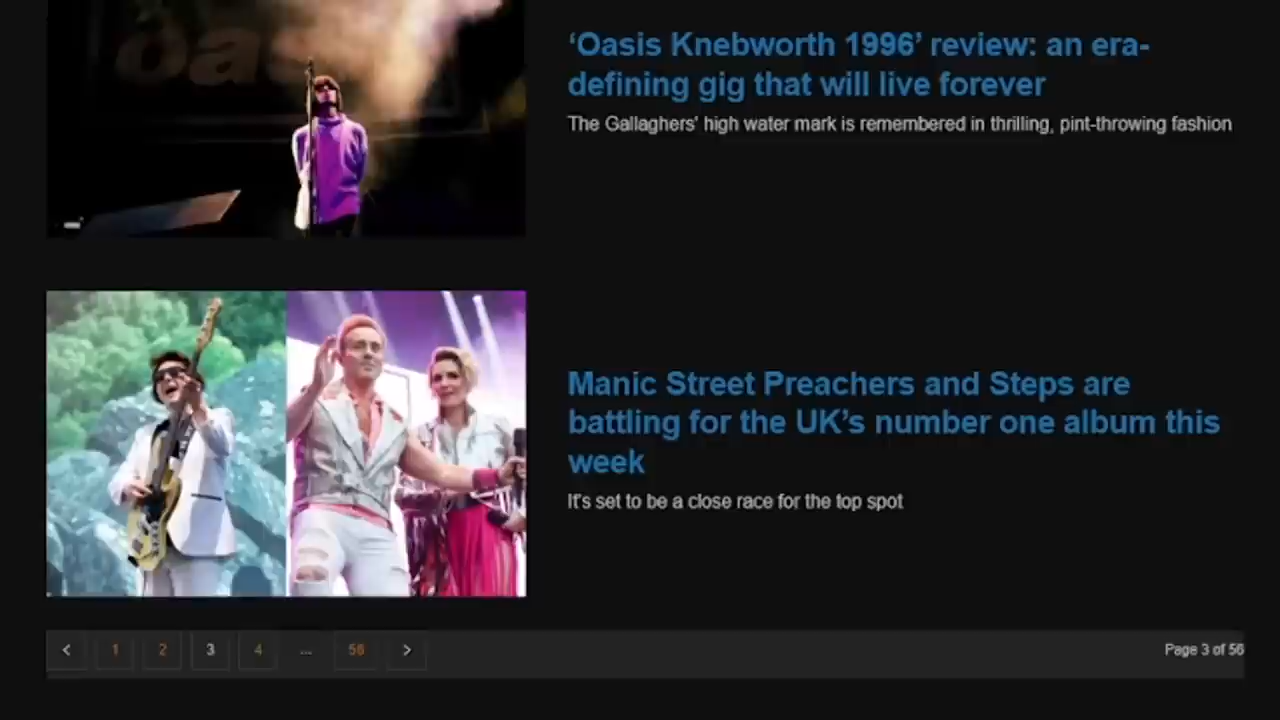 oasis
‘Oasis Knebworth 1996’ review: an era-
defining gig that will live forever
The Gallaghers' high water mark is remembered in thrilling, pint-throwing fashion
Manic Street Preachers and Steps are
battling for the UK’s number one album this
week
It's set to be a close race for the top spot
< 1 2 3 4 ... 56 >
Page 3 of 56